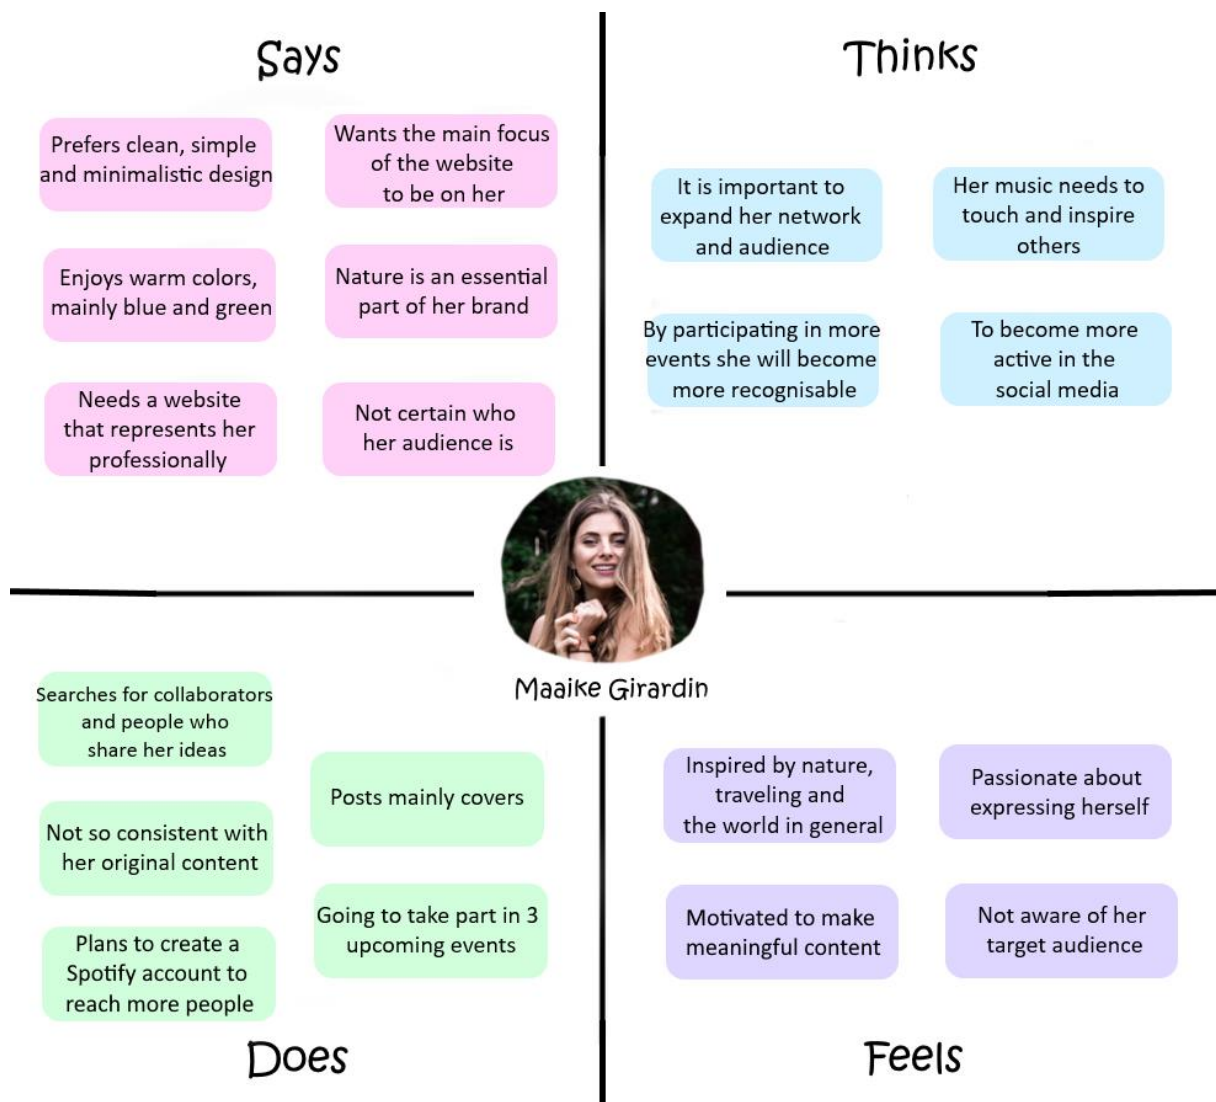 Says
Prefers clean, simple
and minimalistic design
Wants the main focus
of the website
to be on her
Enjoys warm colors,
mainly blue and green
Nature is an essential
part of her brand
Needs a website
that represents her
professionally
Not certain who
her audience is
Thinks
It is important to
expand her network
and audience
Her music needs to
touch and inspire
others
By participating in more
events she will become
more recognisable
To become more
active in the
social media
Maaike Girardin
Searches for collaborators
and people who
share her ideas
Posts mainly covers
Not so consistent with
her original content
Going to take part in 3
upcoming events
Plans to create a
Spotify account to
reach more people
Does
Inspired by nature,
traveling and
the world in general
Passionate about
expressing herself
Motivated to make
meaningful content
Not aware of her
target audience
Feels